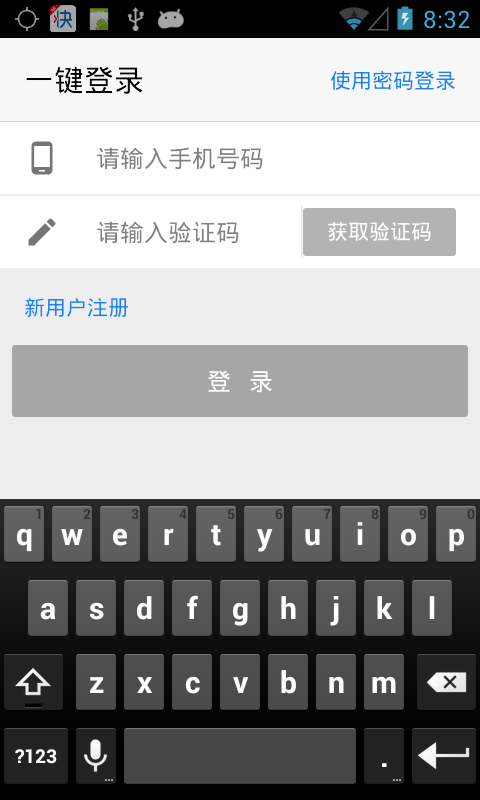 快
8:32
一键登录
使用密码登录
请输入手机号码
请输入验证码
获取验证码
新用户注册
登 录
1 2 3 4 5 6 7 8 9 0
q w e r t y u i o p
a s d f g h j k l
z x c v b n m
?123 ... . ...